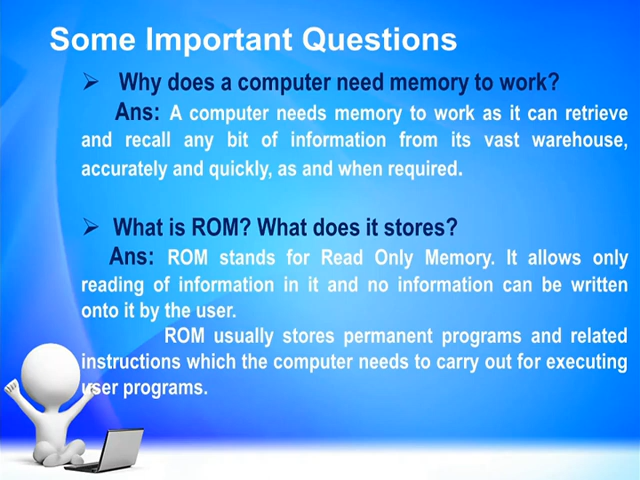 Some Important Questions
➢ Why does a computer need memory to work?
Ans: A computer needs memory to work as it can retrieve
and recall any bit of information from its vast warehouse,
accurately and quickly, as and when required.
➢ What is ROM? What does it stores?
Ans: ROM stands for Read Only Memory. It allows only
reading of information in it and no information can be written
onto it by the user.
ROM usually stores permanent programs and related
instructions which the computer needs to carry out for executing
user programs.